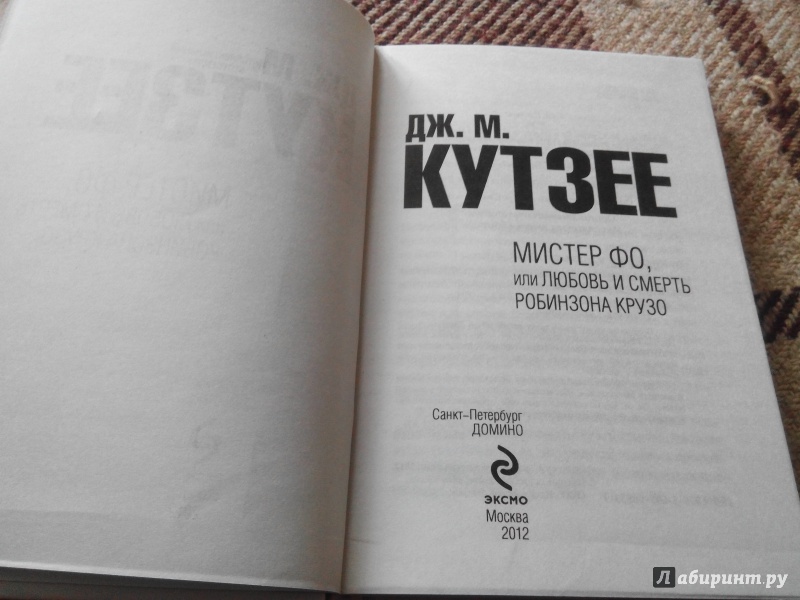 ДЖ. М.
КУТЗЕЕ
МИСТЕР ФО,
или ЛЮБОВЬ И СМЕРТЬ
РОБИНЗОНА КРУЗО
Санкт-Петербург
ДОМИНО
ЭКСМО
Москва
2012
Лабиринт.ру